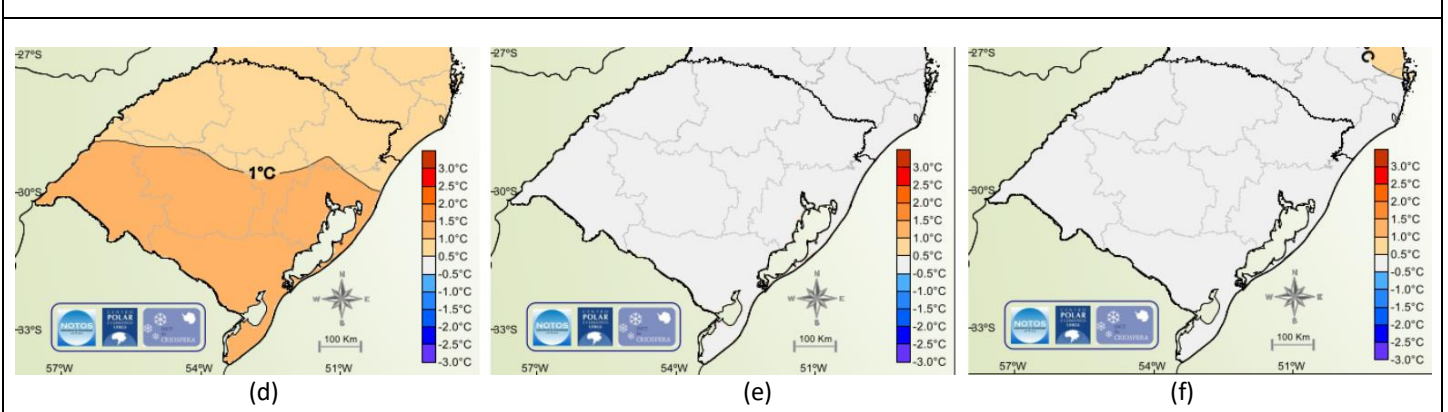 27°S
30°S
33°S
57°W
54°W
51°W
1°C
N
W E
S
100 Km
3.0°C
2.5°C
2.0°C
1.5°C
1.0°C
0.5°C
-0.5°C
-1.0°C
-1.5°C
-2.0°C
-2.5°C
-3.0°C
NOTOS
CENTRO
POLAR
CRIOSFERA
(d)
27°S
30°S
33°S
57°W
54°W
51°W
N
W E
S
100 Km
3.0°C
2.5°C
2.0°C
1.5°C
1.0°C
0.5°C
-0.5°C
-1.0°C
-1.5°C
-2.0°C
-2.5°C
-3.0°C
NOTOS
CENTRO
POLAR
CRIOSFERA
(e)
27°S
30°S
33°S
57°W
54°W
51°W
C
N
W E
S
100 Km
3.0°C
2.5°C
2.0°C
1.5°C
1.0°C
0.5°C
-0.5°C
-1.0°C
-1.5°C
-2.0°C
-2.5°C
-3.0°C
NOTOS
CENTRO
POLAR
CRIOSFERA
(f)